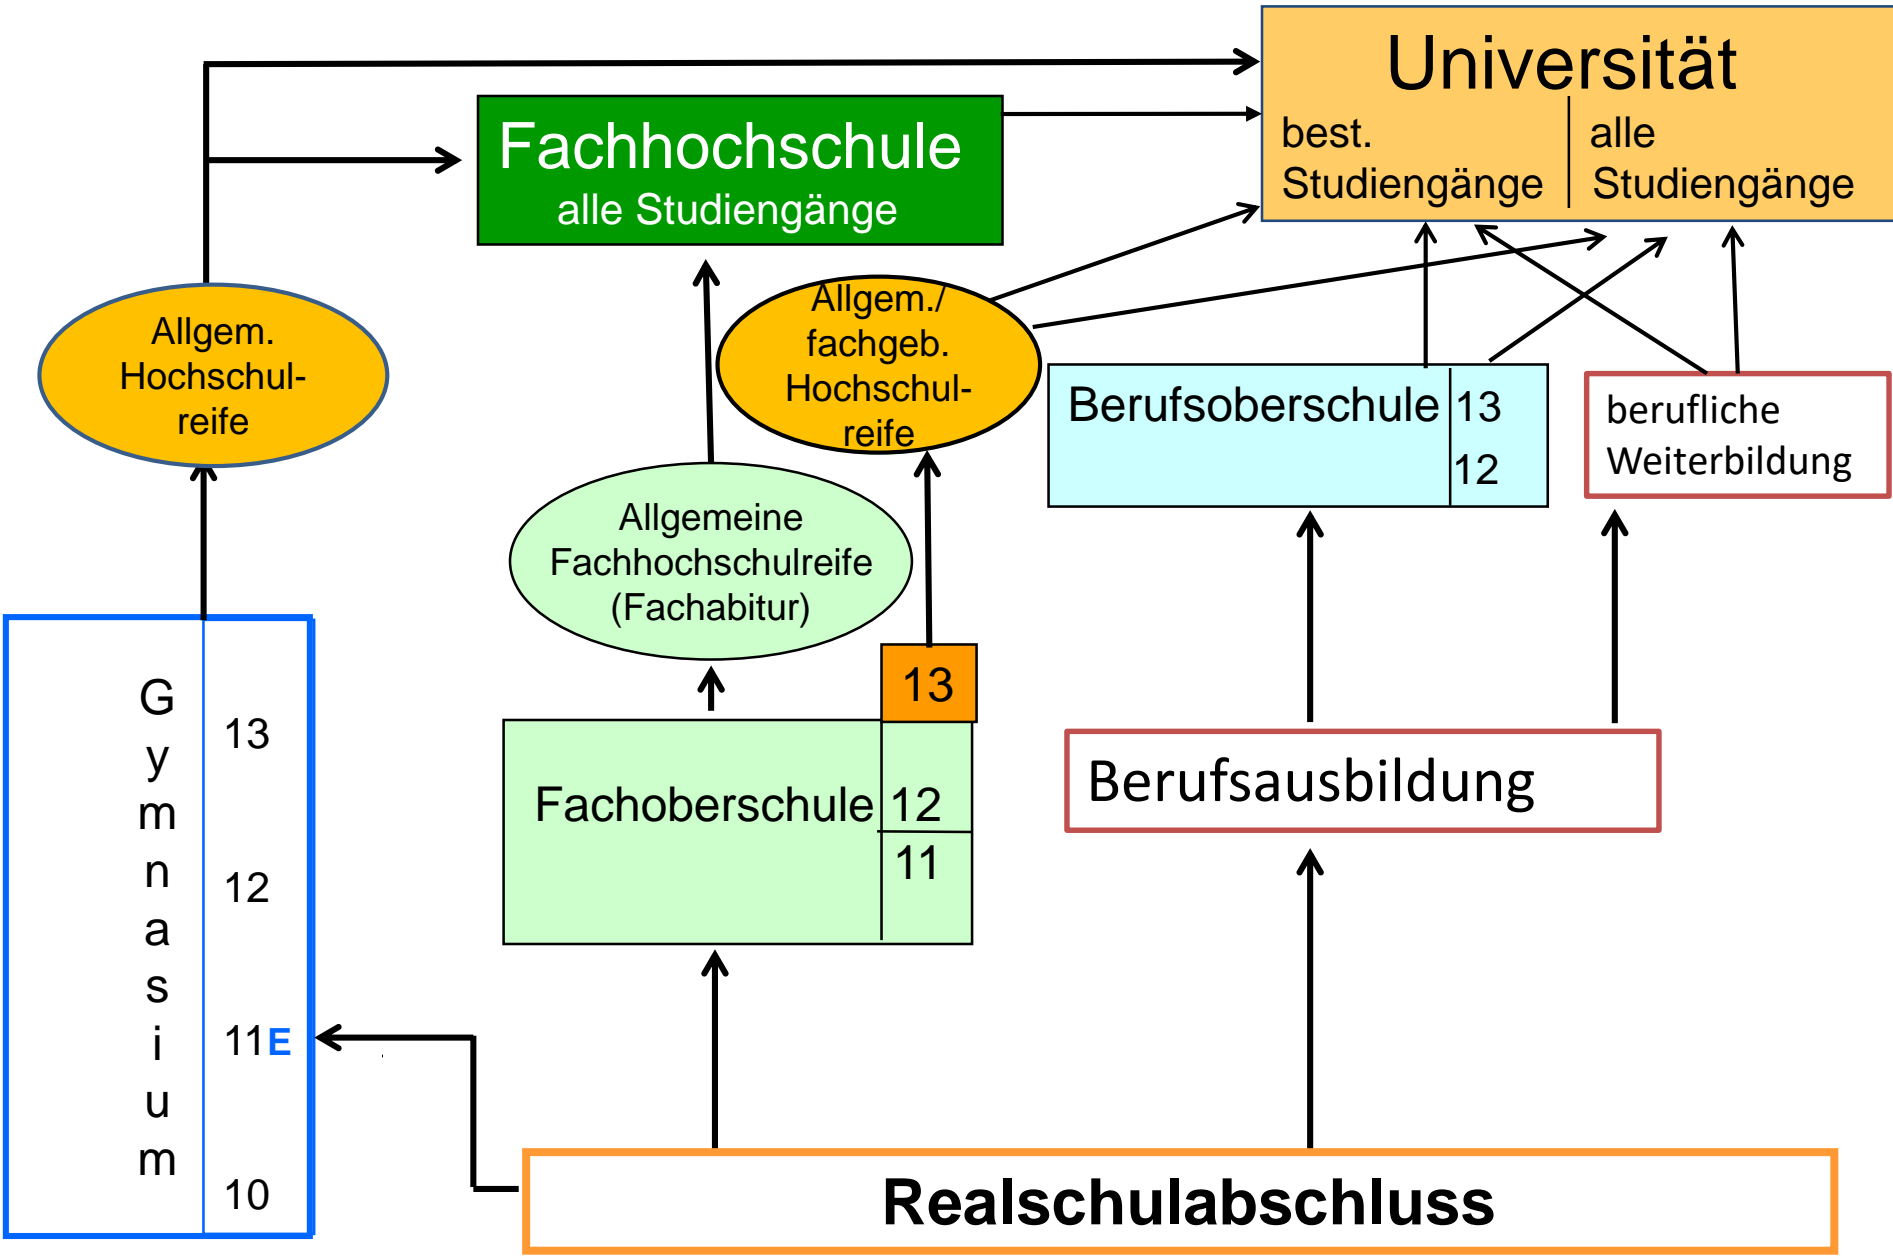 Universität
best.
Studiengänge
alle
Studiengänge
Fachhochschule
alle Studiengänge
Allgem.
Hochschul-
reife
Allgem./
fachgeb.
Hochschul-
reife
Berufsoberschule
13
12
berufliche
Weiterbildung
Allgemeine
Fachhochschulreife
(Fachabitur)
G
y
m
n
a
s
i
u
m
13
12
11E
10
13
Fachoberschule
12
11
Berufsausbildung
Realschulabschluss